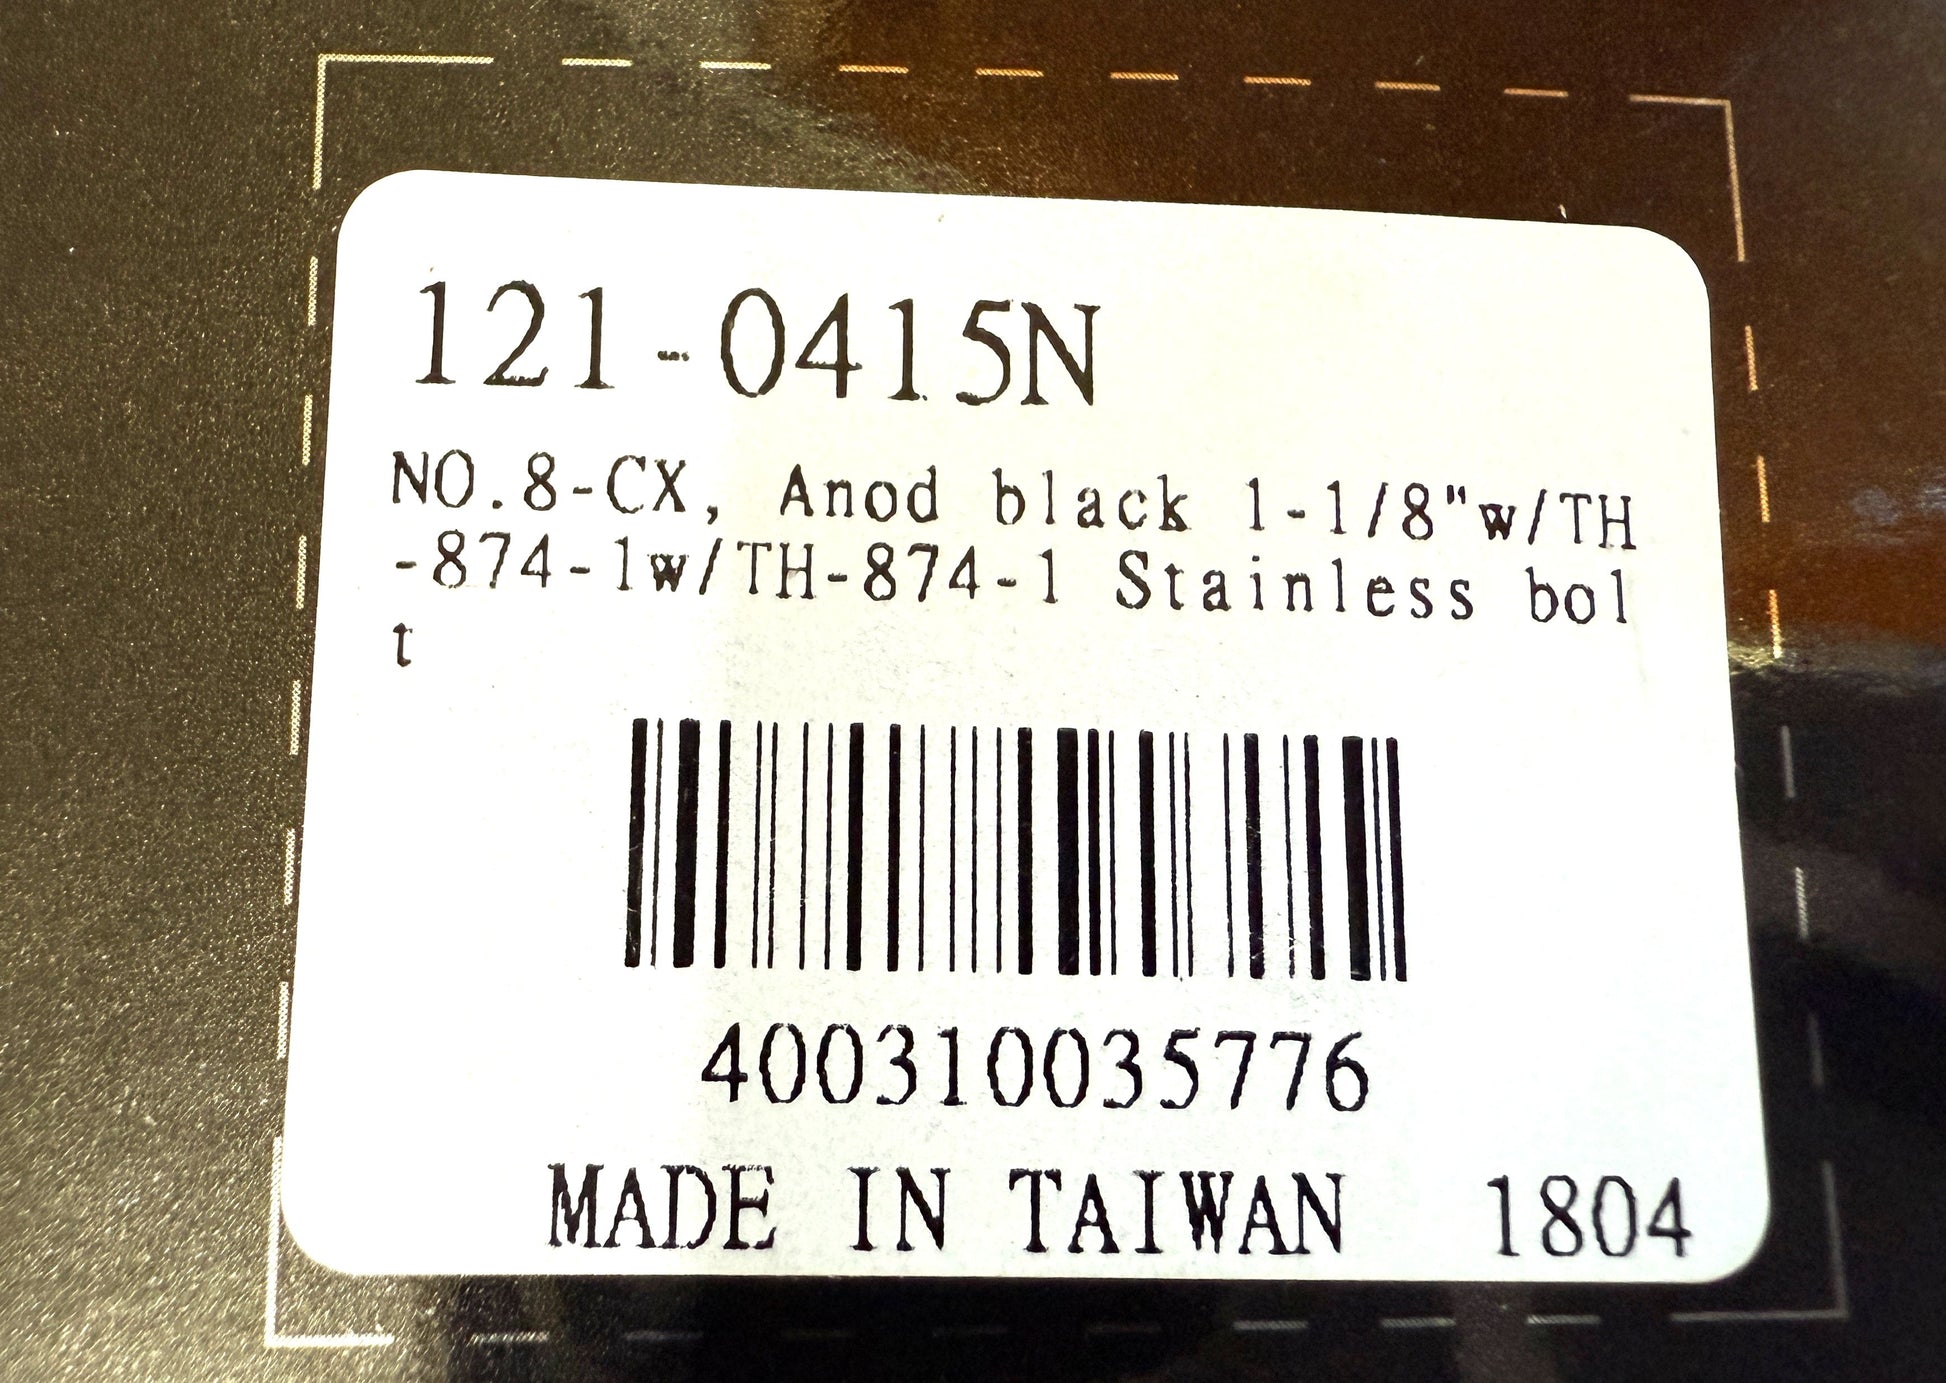 121-0415N
NO.8-CX, Anod black 1-1/8"w/TH
-874-1w/TH-874-1 Stainless bol
t
400310035776
MADE IN TAIWAN 1804